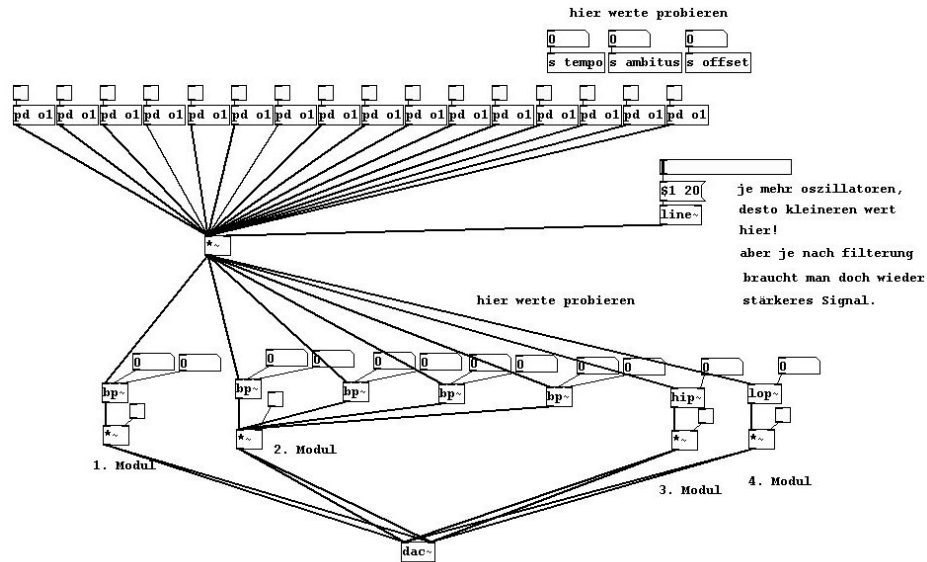 hier werte probieren
0 0 0
s tempo s ambitus s offset
pd o1 pd o1 pd o1 pd o1 pd o1 pd o1 pd o1 pd o1 pd o1 pd o1 pd o1 pd o1 pd o1 pd o1 pd o1 pd o1
$1 20
line~
je mehr oszillatoren,
desto kleineren wert
hier!
aber je nach filterung
braucht man doch wieder
stärkeres Signal.
*~
hier werte probieren
0 0 0 0 0 0 0 0 0 0 0 0
bp~ bp~ bp~ bp~ bp~ hip~ lop~
*~ *~ *~ *~
1. Modul 2. Modul 3. Modul 4. Modul
dac~